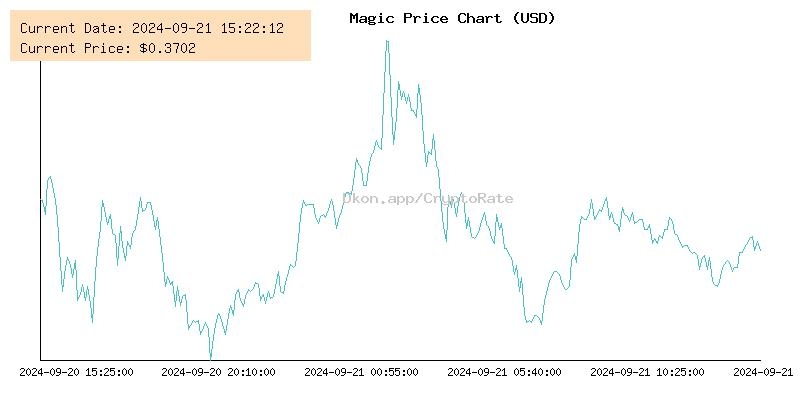 Magic Price Chart (USD)
Current Date: 2024-09-21 15:22:12
Current Price: $0.3702
Dkon.app/CryptoRate
2024-09-20 15:25:00 2024-09-20 20:10:00 2024-09-21 00:55:00 2024-09-21 05:40:00 2024-09-21 10:25:00 2024-09-21